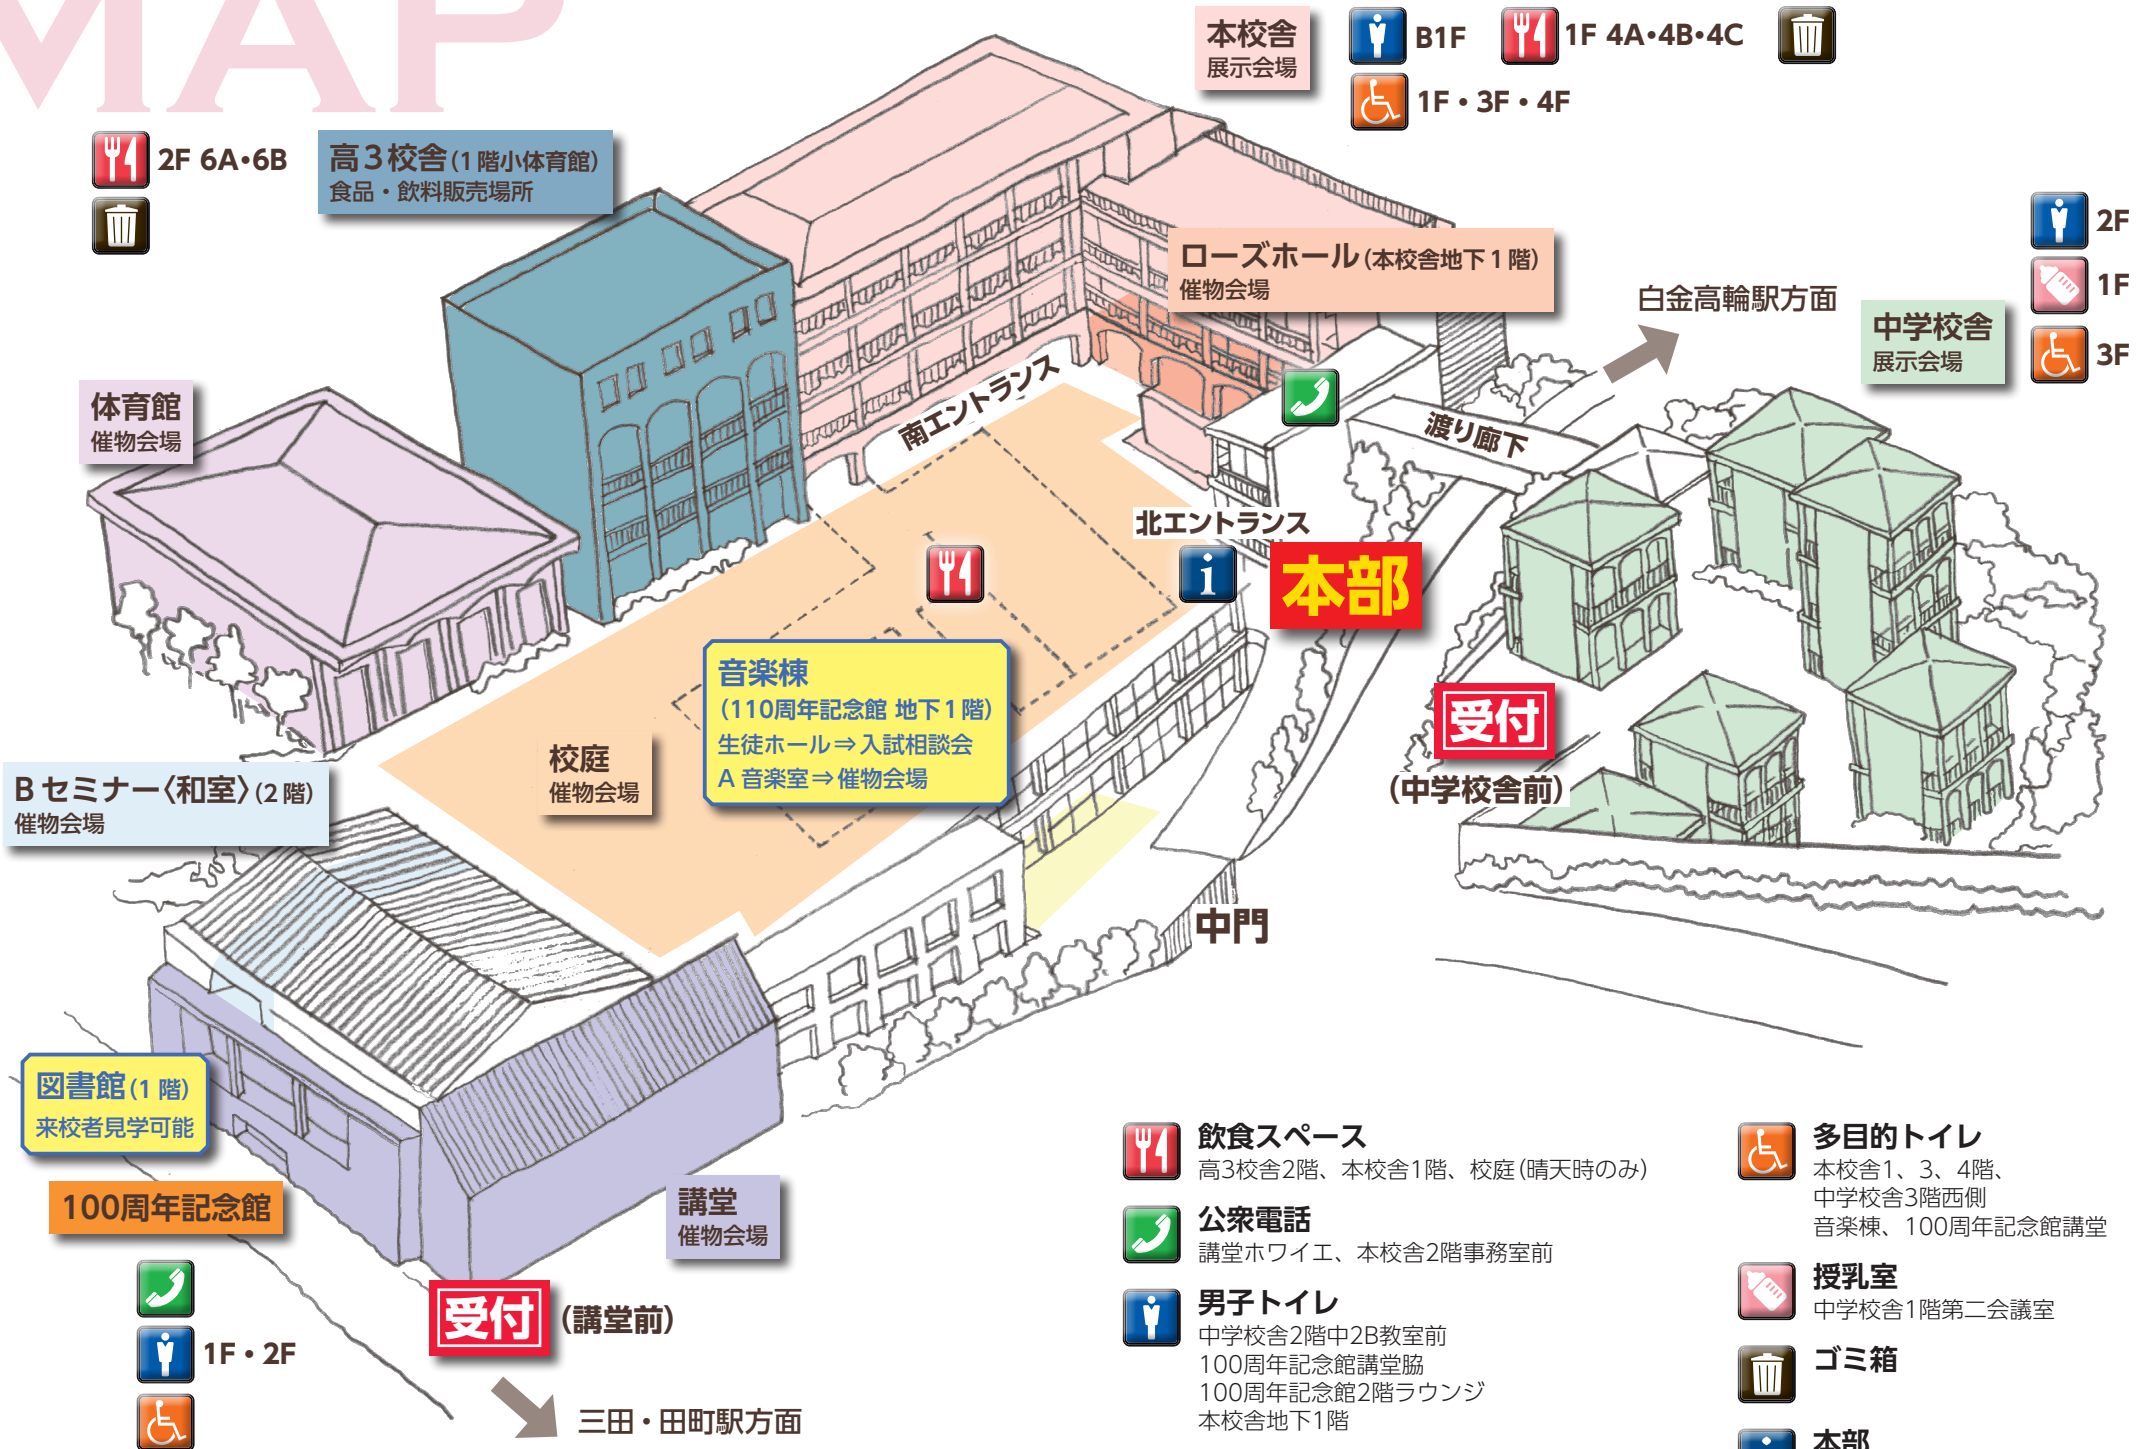 MAP
本校舎
展示会場
B1F
1F 4A・4B・4C
1F・3F・4F
2F 6A・6B
高3校舎(1階小体育館)
食品・飲料販売場所
ローズホール(本校舎地下1階)
催物会場
白金高輪駅方面
中学校舎
展示会場
2F
1F
3F
体育館
催物会場
南エントランス
渡り廊下
北エントランス
本部
音楽棟
(110周年記念館 地下1階)
生徒ホール⇒入試相談会
A 音楽室⇒催物会場
校庭
催物会場
受付
(中学校舎前)
B セミナー〈和室〉(2階)
催物会場
中門
図書館(1階)
来校者見学可能
100周年記念館
講堂
催物会場
1F・2F
受付
(講堂前)
三田・田町駅方面
飲食スペース
高3校舎2階、本校舎1階、校庭(晴天時のみ)
公衆電話
講堂ホワイエ、本校舎2階事務室前
男子トイレ
中学校舎2階中2B教室前
100周年記念館講堂脇
100周年記念館2階ラウンジ
本校舎地下1階
多目的トイレ
本校舎1、3、4階、
中学校舎3階西側
音楽棟、100周年記念館講堂
授乳室
中学校舎1階第二会議室
ゴミ箱
本部